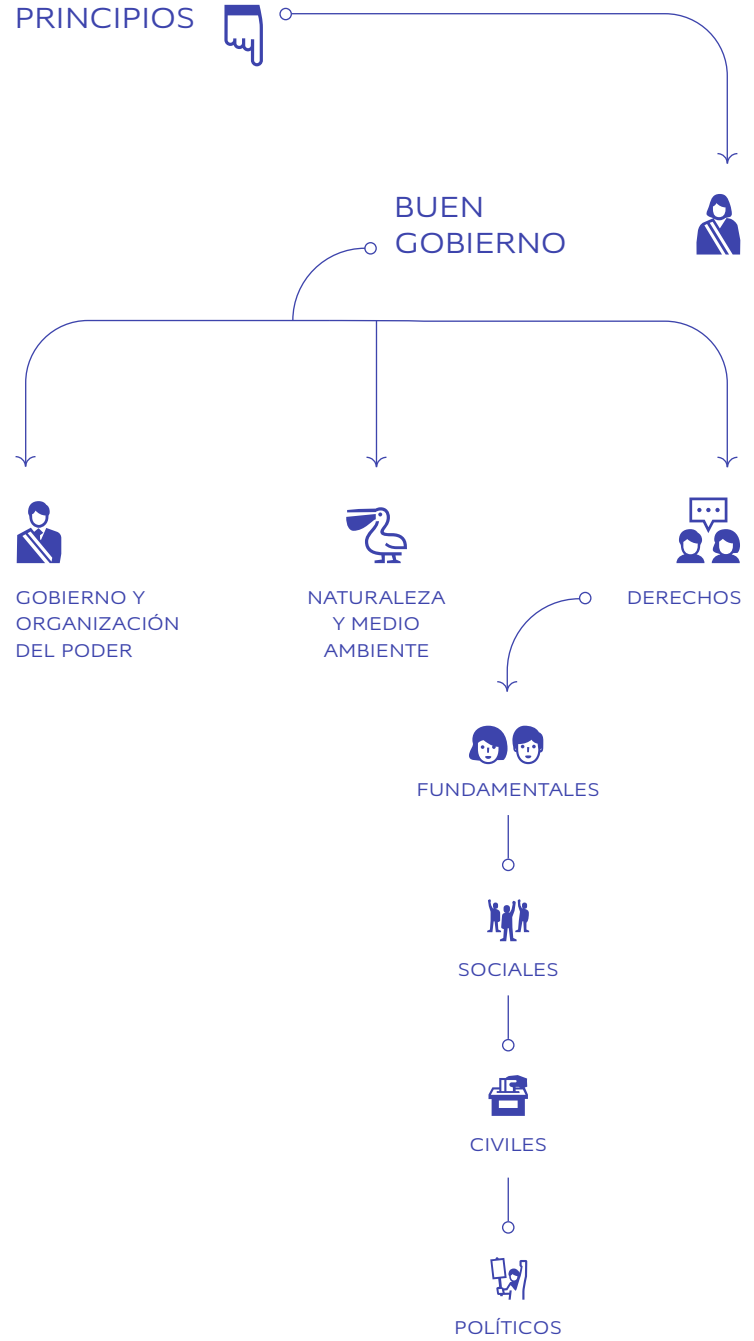 PRINCIPIOS
BUEN
GOBIERNO
GOBIERNO Y
ORGANIZACIÓN
DEL PODER
NATURALEZA
Y MEDIO
AMBIENTE
DERECHOS
FUNDAMENTALES
SOCIALES
CIVILES
POLÍTICOS